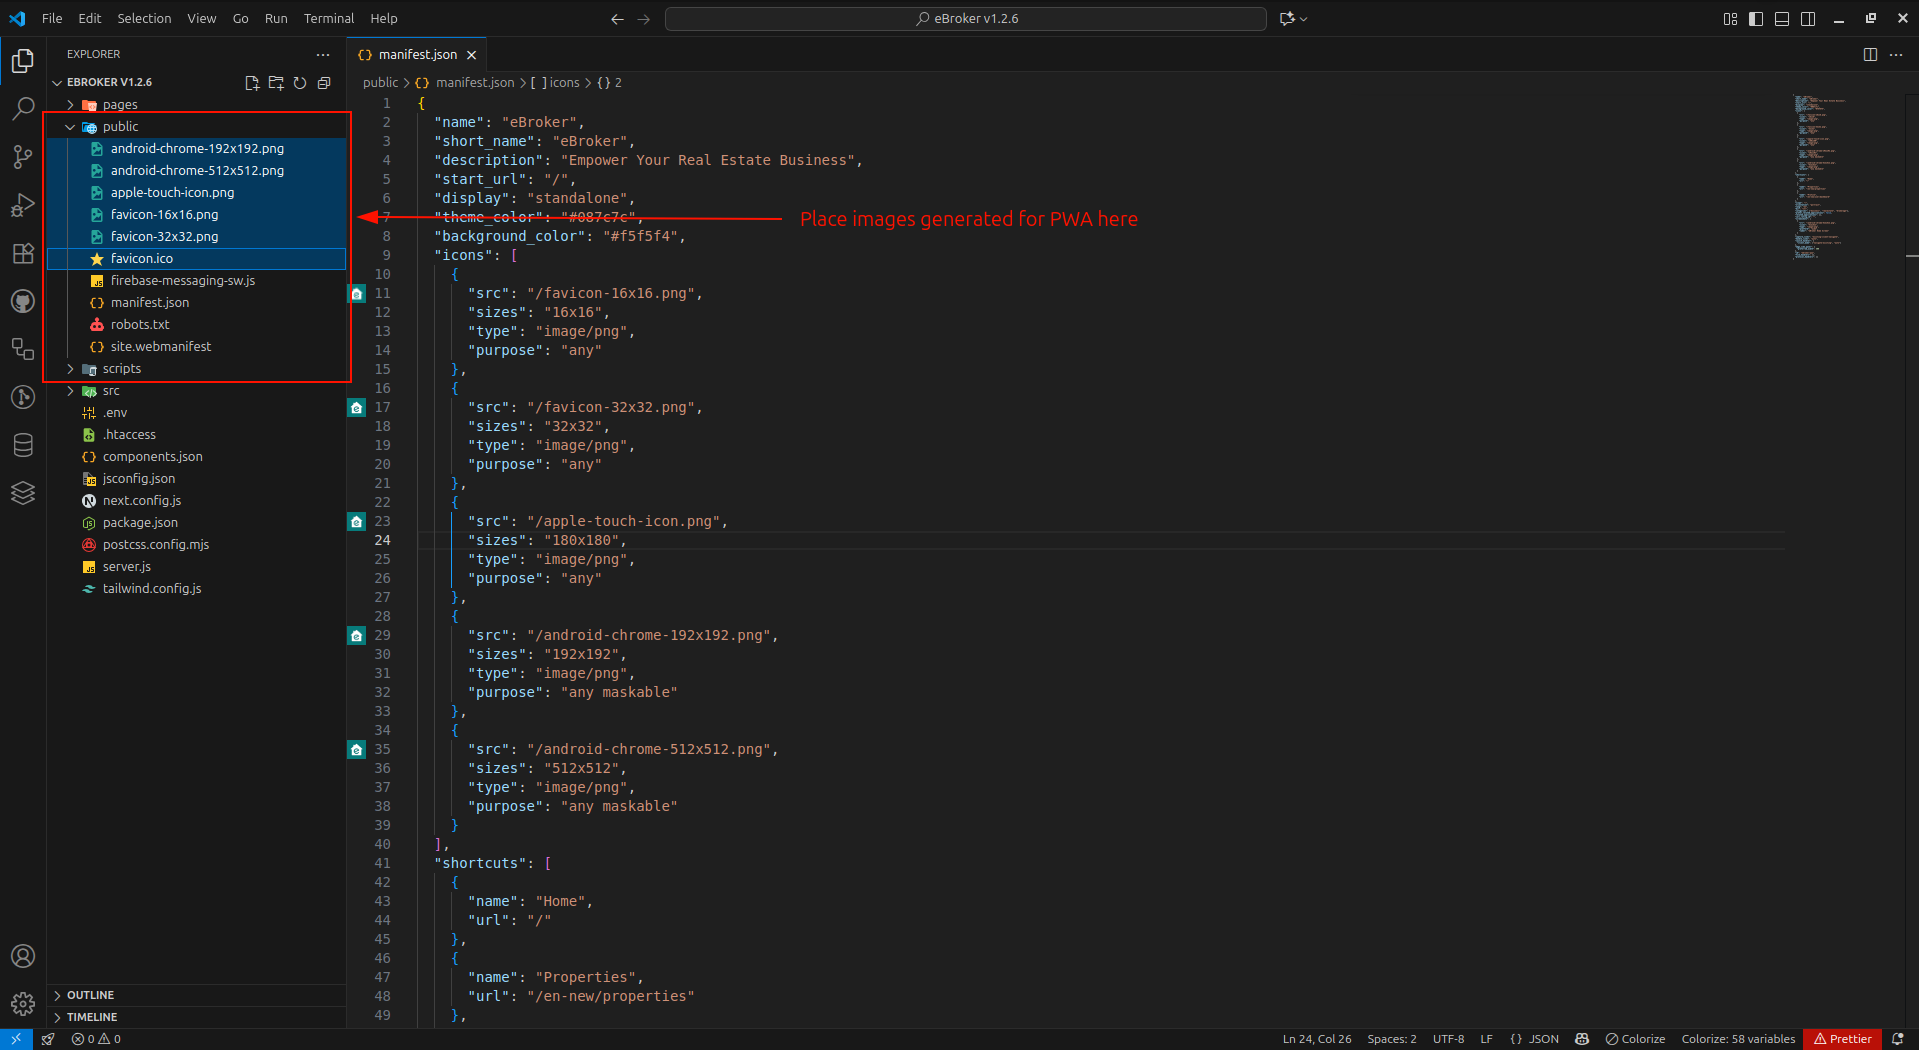 File Edit Selection View Go Run Terminal Help
eBroker v1.2.6
EXPLORER
EBROKER V1.2.6
pages
public
android-chrome-192x192.png
android-chrome-512x512.png
apple-touch-icon.png
favicon-16x16.png
favicon-32x32.png
favicon.ico
firebase-messaging-sw.js
manifest.json
robots.txt
site.webmanifest
scripts
src
.env
.htaccess
components.json
jsconfig.json
next.config.js
package.json
postcss.config.mjs
server.js
tailwind.config.js
OUTLINE
TIMELINE
manifest.json
public > {} manifest.json > [ ] icons > {} 2
1 {
2 "name": "eBroker",
3 "short_name": "eBroker",
4 "description": "Empower Your Real Estate Business",
5 "start_url": "/",
6 "display": "standalone",
7 "theme_color": "#087c7c",
Place images generated for PWA here
8 "background_color": "#f5f5f4",
9 "icons": [
10 {
11 "src": "/favicon-16x16.png",
12 "sizes": "16x16",
13 "type": "image/png",
14 "purpose": "any"
15 },
16 {
17 "src": "/favicon-32x32.png",
18 "sizes": "32x32",
19 "type": "image/png",
20 "purpose": "any"
21 },
22 {
23 "src": "/apple-touch-icon.png",
24 "sizes": "180x180",
25 "type": "image/png",
26 "purpose": "any"
27 },
28 {
29 "src": "/android-chrome-192x192.png",
30 "sizes": "192x192",
31 "type": "image/png",
32 "purpose": "any maskable"
33 },
34 {
35 "src": "/android-chrome-512x512.png",
36 "sizes": "512x512",
37 "type": "image/png",
38 "purpose": "any maskable"
39 }
40 ],
41 "shortcuts": [
42 {
43 "name": "Home",
44 "url": "/"
45 },
46 {
47 "name": "Properties",
48 "url": "/en-new/properties"
49 },
0 0 Ln 24, Col 26 Spaces: 2 UTF-8 LF {} JSON Colorize Colorize: 58 variables Prettier